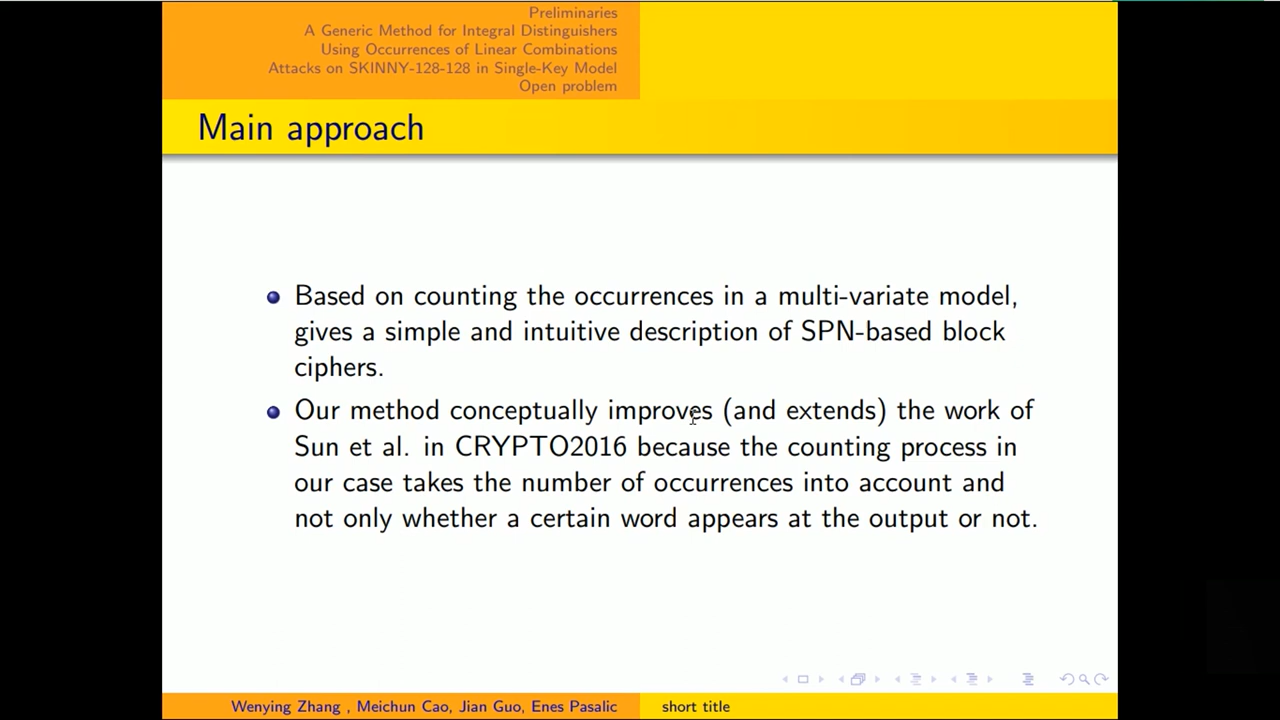 Preliminaries
A Generic Method for Integral Distinguishers
Using Occurrences of Linear Combinations
Attacks on SKINNY-128-128 in Single-Key Model
Open problem
Main approach
Based on counting the occurrences in a multi-variate model,
gives a simple and intuitive description of SPN-based block
ciphers.
Our method conceptually improves (and extends) the work of
Sun et al. in CRYPTO2016 because the counting process in
our case takes the number of occurrences into account and
not only whether a certain word appears at the output or not.
Wenying Zhang , Meichun Cao, Jian Guo, Enes Pasalic
short title